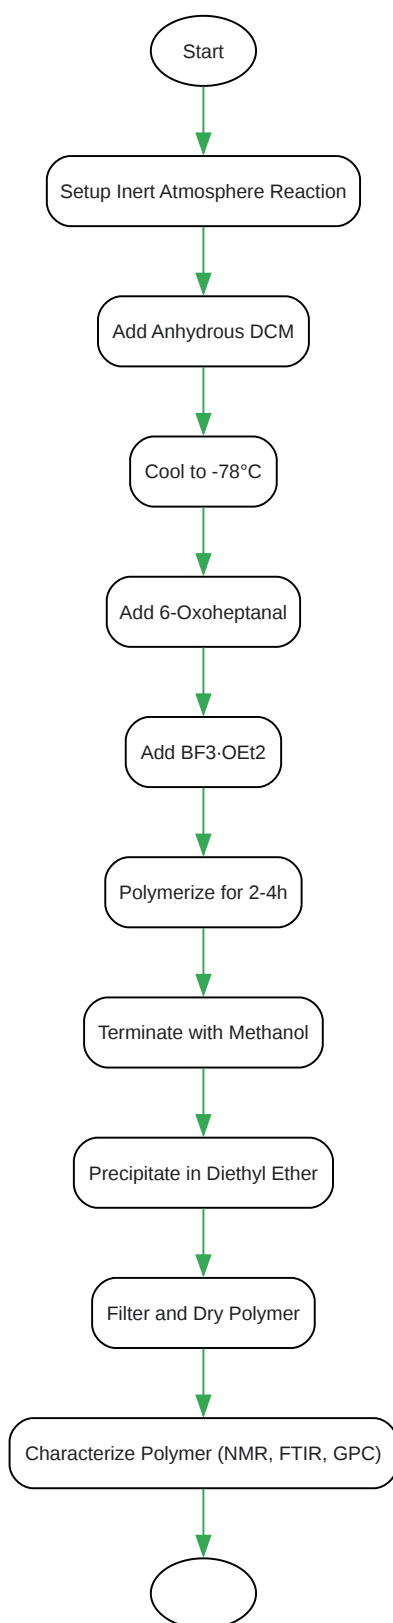 Start
Setup Inert Atmosphere Reaction
Add Anhydrous DCM
Cool to -78°C
Add 6-Oxoheptanal
Add BF3·OEt2
Polymerize for 2-4h
Terminate with Methanol
Precipitate in Diethyl Ether
Filter and Dry Polymer
Characterize Polymer (NMR, FTIR, GPC)